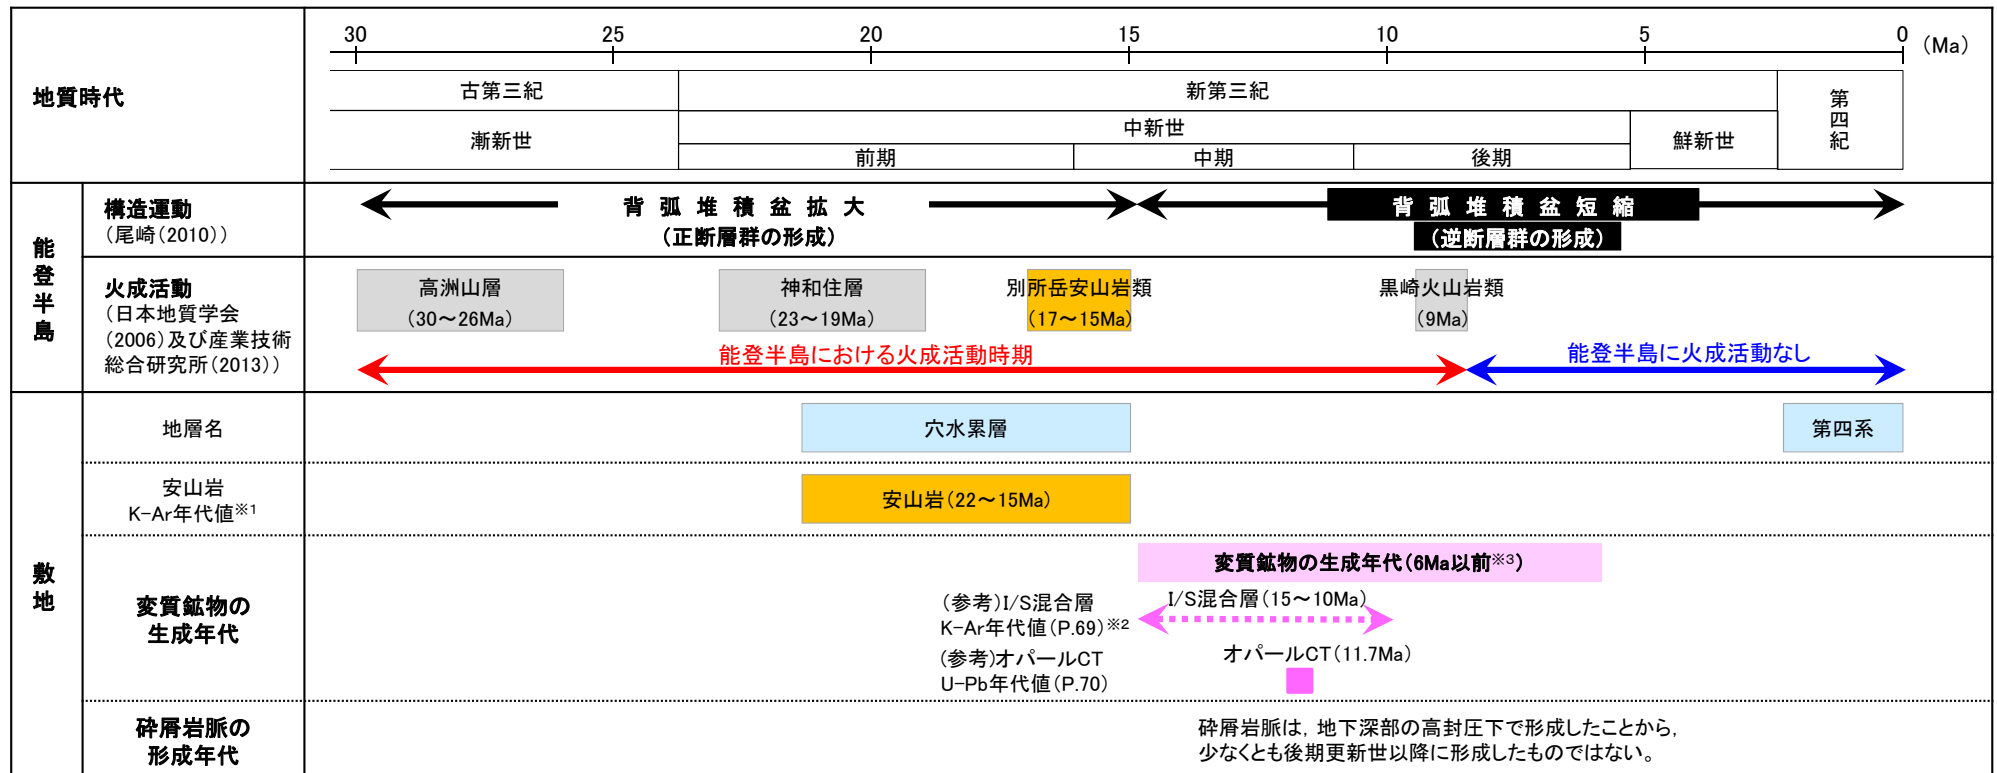 30 25 20 15 10 5 0 (Ma)
地質時代
古第三紀 新第三紀 第四紀
漸新世 中新世 鮮新世
前期 中期 後期
能登半島
構造運動
(尾崎(2010))
背弧堆積盆拡大
(正断層群の形成)
背弧堆積盆短縮
(逆断層群の形成)
火成活動
(日本地質学会
(2006)及び産業技術
総合研究所(2013))
高洲山層
(30～26Ma)
神和住層
(23～19Ma)
別所岳安山岩類
(17～15Ma)
黒崎火山岩類
(9Ma)
能登半島における火成活動時期
能登半島に火成活動なし
敷地
地層名
穴水累層
第四系
安山岩
K-Ar年代値※1
安山岩(22～15Ma)
変質鉱物の
生成年代
変質鉱物の生成年代(6Ma以前※3)
(参考)I/S混合層
K-Ar年代値(P.69)※2
I/S混合層(15～10Ma)
(参考)オパールCT
U-Pb年代値(P.70)
オパールCT(11.7Ma)
砕屑岩脈の
形成年代
砕屑岩脈は，地下深部の高封圧下で形成したことから，
少なくとも後期更新世以降に形成したものではない。